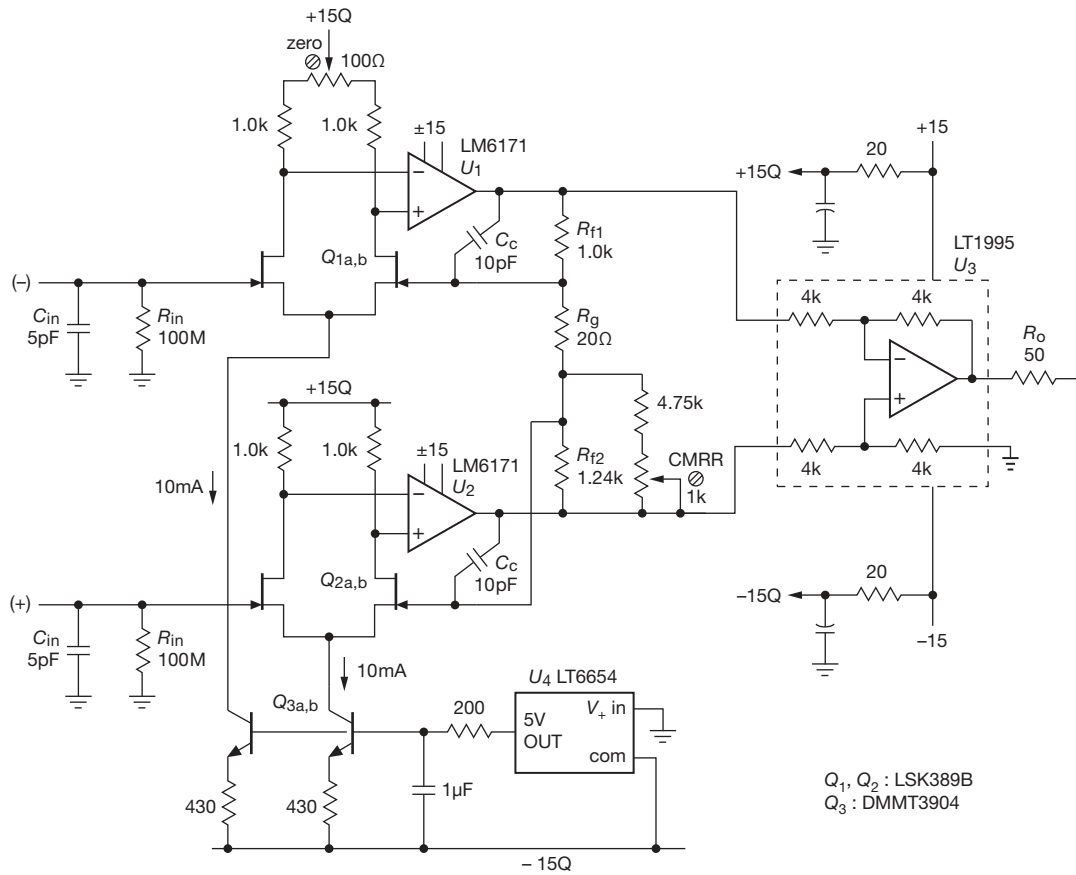 +15Q
zero
100Ω
1.0k
1.0k
±15
LM6171
U1
−
+
Cc
10pF
Q1a,b
Rf1
1.0k
Rg
20Ω
(–)
Cin
5pF
Rin
100M
+15Q
1.0k
1.0k
±15
LM6171
U2
−
+
10mA
Cc
10pF
Q2a,b
4.75k
Rf2
1.24k
CMRR
1k
(+)
Cin
5pF
Rin
100M
10mA
+15
20
+15Q
LT1995
U3
4k
4k
−
+
4k
4k
Ro
50
20
−15Q
−15
Q3a,b
430
430
200
1µF
U4 LT6654
5V
OUT
V+ in
com
– 15Q
Q1, Q2 : LSK389B
Q3 : DMMT3904